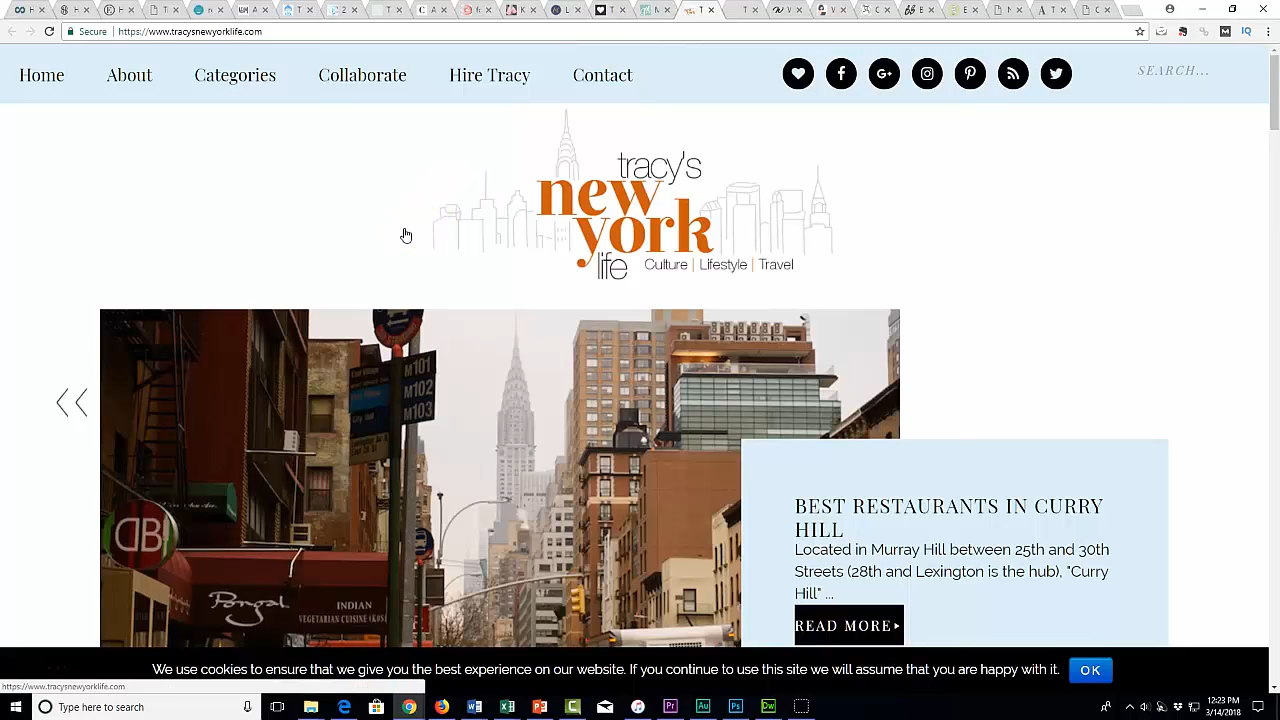 Secure https://www.tracysnewyorklife.com
Home About Categories Collaborate Hire Tracy Contact SEARCH...
tracy's
new
york
life Culture | Lifestyle | Travel
M101
M102
M103
Pongal
INDIAN
BEST RESTAURANTS IN CURRY
HILL
Located in Murray Hill between 25th and 30th
Streets (28th and Lexington is the hub), "Curry
Hill" ...
READ MORE
We use cookies to ensure that we give you the best experience on our website. If you continue to use this site we will assume that you are happy with it. OK
https://www.tracysnewyorklife.com
Type here to search
12:23 PM
3/14/2018